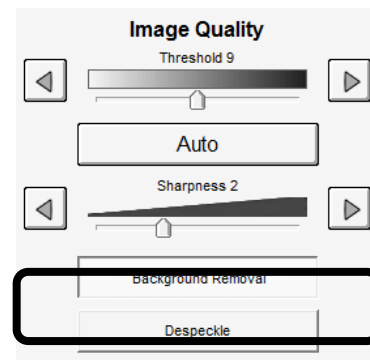 Image Quality
Threshold 9
Auto
Sharpness 2
Background Removal
Despeckle